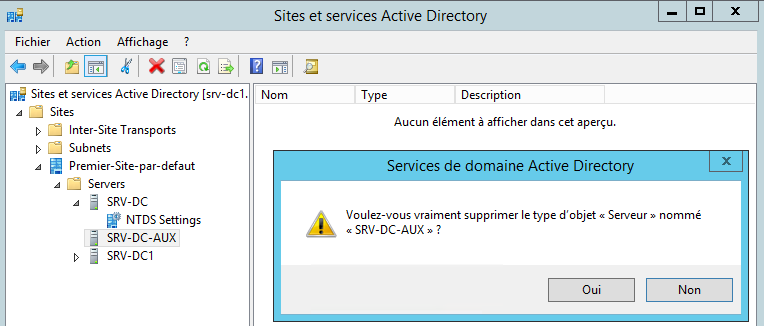 Sites et services Active Directory
Fichier Action Affichage ?
Sites et services Active Directory [srv-dc1.
Sites
Inter-Site Transports
Subnets
Premier-Site-par-defaut
Servers
SRV-DC
NTDS Settings
SRV-DC-AUX
SRV-DC1
Nom Type Description
Aucun élément à afficher dans cet aperçu.
Services de domaine Active Directory
Voulez-vous vraiment supprimer le type d'objet « Serveur » nommé
« SRV-DC-AUX » ?
Oui Non